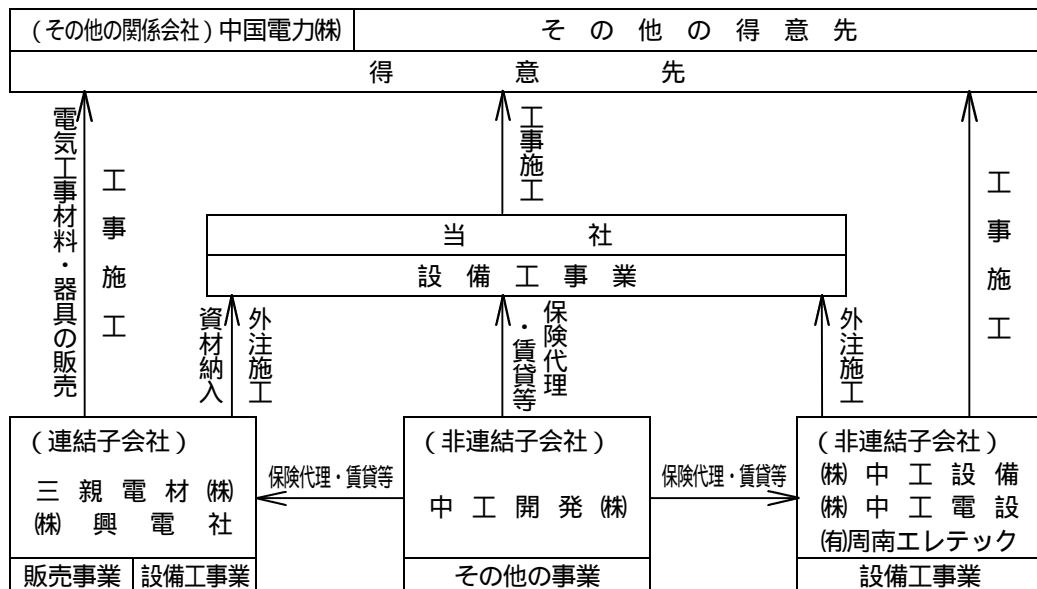 （その他の関係会社）中国電力㈱
その他の得意先
得意先
電気工事材料・器具の販売
工事施工
工事施工
工事施工
当社
設備工事業
資材納入
外注施工
保険代理
・賃貸等
外注施工
（連結子会社）
三親電材㈱
㈱興電社
販売事業
設備工事業
保険代理・賃貸等
（非連結子会社）
中工開発㈱
その他の事業
保険代理・賃貸等
（非連結子会社）
㈱中工設備
㈱中工電設
㈲周南エレテック
設備工事業